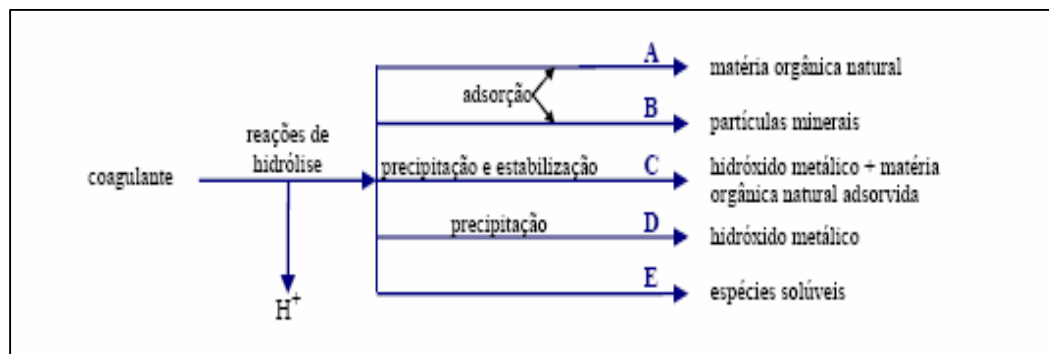 A
matéria orgânica natural
adsorção
B
partículas minerais
reações de
hidrólise
coagulante
precipitação e estabilização
C
hidróxido metálico + matéria
orgânica natural adsorvida
precipitação
D
hidróxido metálico
E
espécies solúveis
H+